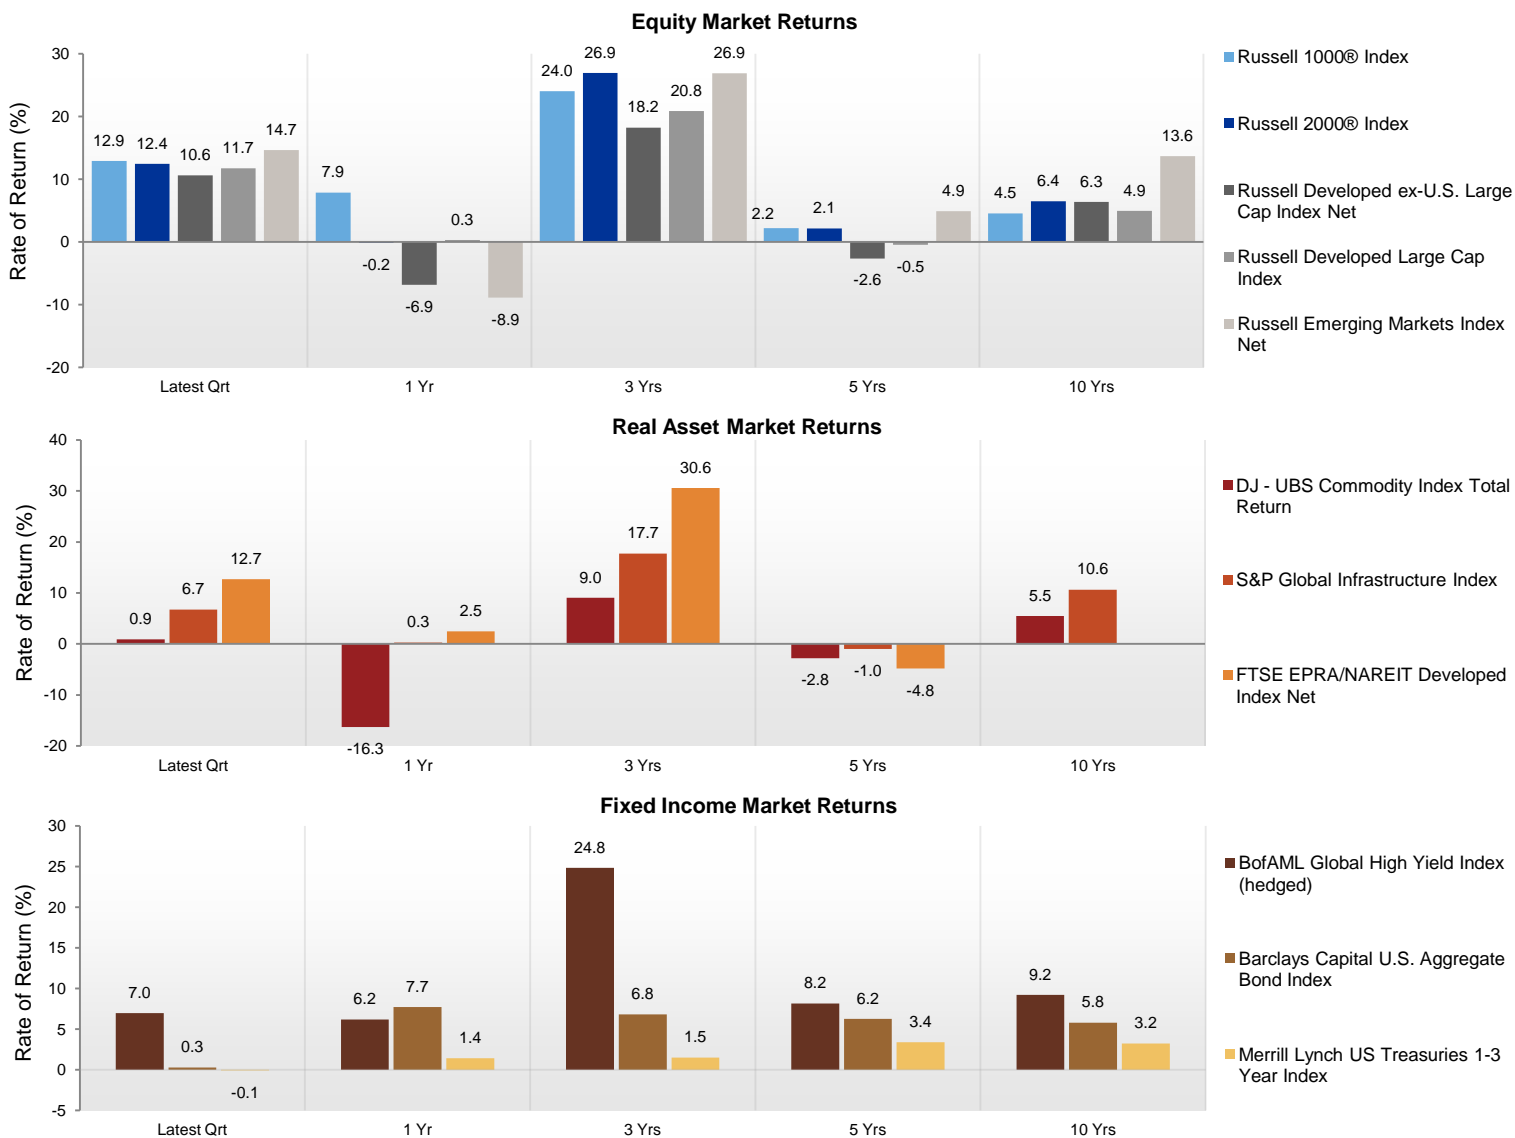 Equity Market Returns
Rate of Return (%)
30
20
10
0
-10
-20
12.9
12.4
10.6
11.7
14.7
7.9
-0.2
-6.9
0.3
-8.9
24.0
26.9
18.2
20.8
26.9
2.2
2.1
-2.6
-0.5
4.9
4.5
6.4
6.3
4.9
13.6
Latest Qrt
1 Yr
3 Yrs
5 Yrs
10 Yrs
Russell 1000® Index
Russell 2000® Index
Russell Developed ex-U.S. Large
Cap Index Net
Russell Developed Large Cap
Index
Russell Emerging Markets Index
Net
Real Asset Market Returns
Rate of Return (%)
40
30
20
10
0
-10
-20
0.9
6.7
12.7
-16.3
0.3
2.5
9.0
17.7
30.6
-2.8
-1.0
-4.8
5.5
10.6
Latest Qrt
1 Yr
3 Yrs
5 Yrs
10 Yrs
DJ - UBS Commodity Index Total
Return
S&P Global Infrastructure Index
FTSE EPRA/NAREIT Developed
Index Net
Fixed Income Market Returns
Rate of Return (%)
30
25
20
15
10
5
0
-5
7.0
0.3
-0.1
6.2
7.7
1.4
24.8
6.8
1.5
8.2
6.2
3.4
9.2
5.8
3.2
Latest Qrt
1 Yr
3 Yrs
5 Yrs
10 Yrs
BofAML Global High Yield Index
(hedged)
Barclays Capital U.S. Aggregate
Bond Index
Merrill Lynch US Treasuries 1-3
Year Index